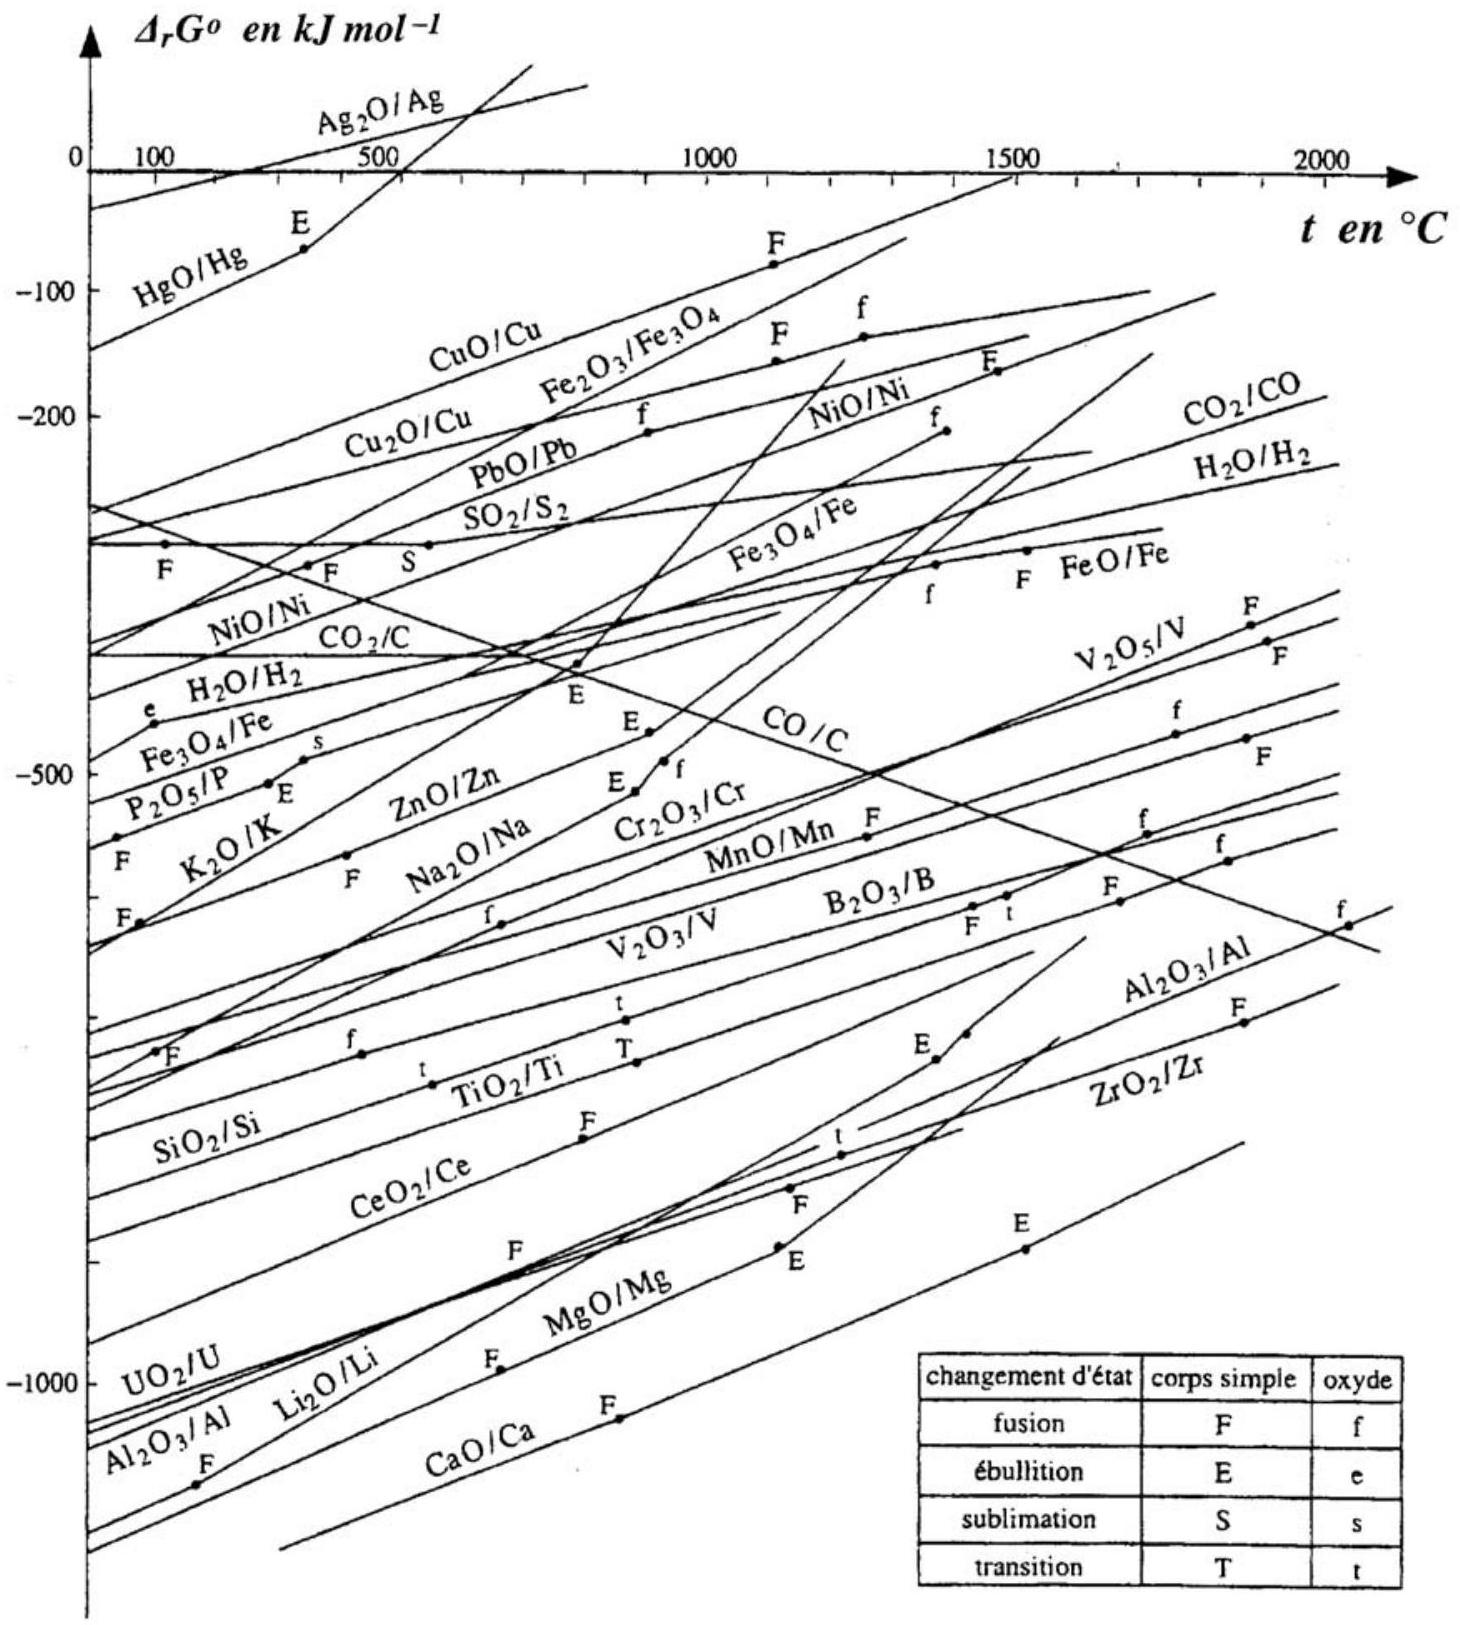 ΔrG° en kJ mol⁻¹
Ag₂O/Ag
0 100 500 1000 1500 2000
t en °C
E
HgO/Hg
F
-100
CuO/Cu
Fe₂O₃/Fe₃O₄
F
f
Cu₂O/Cu
-200
f
PbO/Pb
NiO/Ni
F
f
CO₂/CO
H₂O/H₂
SO₂/S₂
Fe₃O₄/Fe
F
F
S
f
F
FeO/Fe
NiO/Ni
CO₂/C
H₂O/H₂
e
E
V₂O₅/V
F
F
Fe₃O₄/Fe
s
E
CO/C
f
F
-500
P₂O₅/P
E
F
ZnO/Zn
E
f
K₂O/K
F
Na₂O/Na
Cr₂O₃/Cr
MnO/Mn
F
f
f
F
f
V₂O₃/V
B₂O₃/B
F
t
F
f
Al₂O₃/Al
F
f
t
T
E
F
SiO₂/Si
t
TiO₂/Ti
ZrO₂/Zr
CeO₂/Ce
F
t
F
F
E
E
MgO/Mg
UO₂/U
F
-1000
Li₂O/Li
Al₂O₃/Al
F
CaO/Ca
F
changement d'état corps simple oxyde
fusion F f
ébullition E e
sublimation S s
transition T t